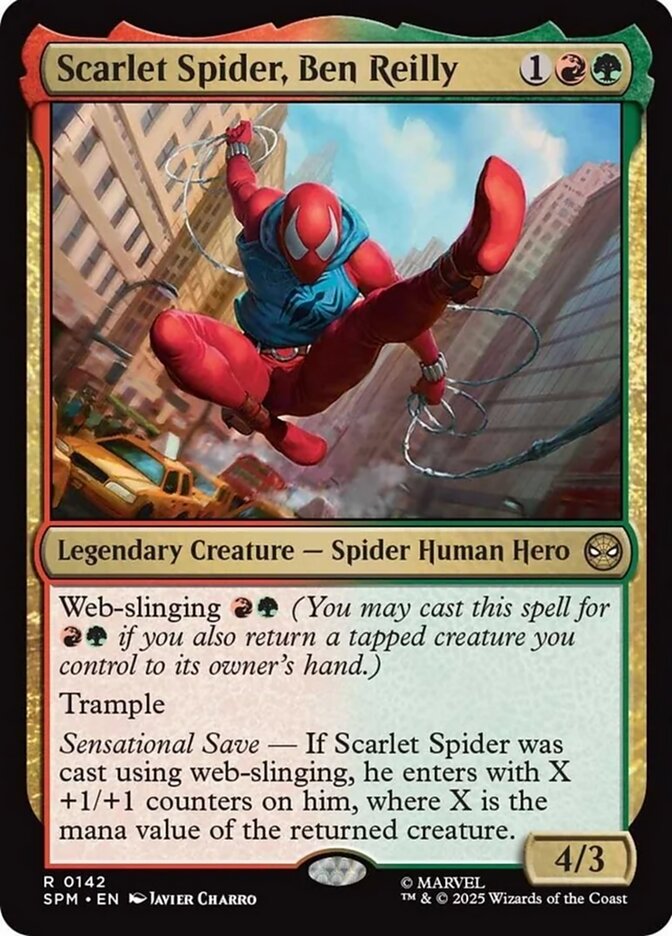 Scarlet Spider, Ben Reilly 1
Legendary Creature — Spider Human Hero
Web-slinging (You may cast this spell for
if you also return a tapped creature you
control to its owner's hand.)
Trample
Sensational Save — If Scarlet Spider was
cast using web-slinging, he enters with X
+1/+1 counters on him, where X is the
mana value of the returned creature.
4/3
R 0142
SPM • EN Javier Charro
© MARVEL
™ & © 2025 Wizards of the Coast